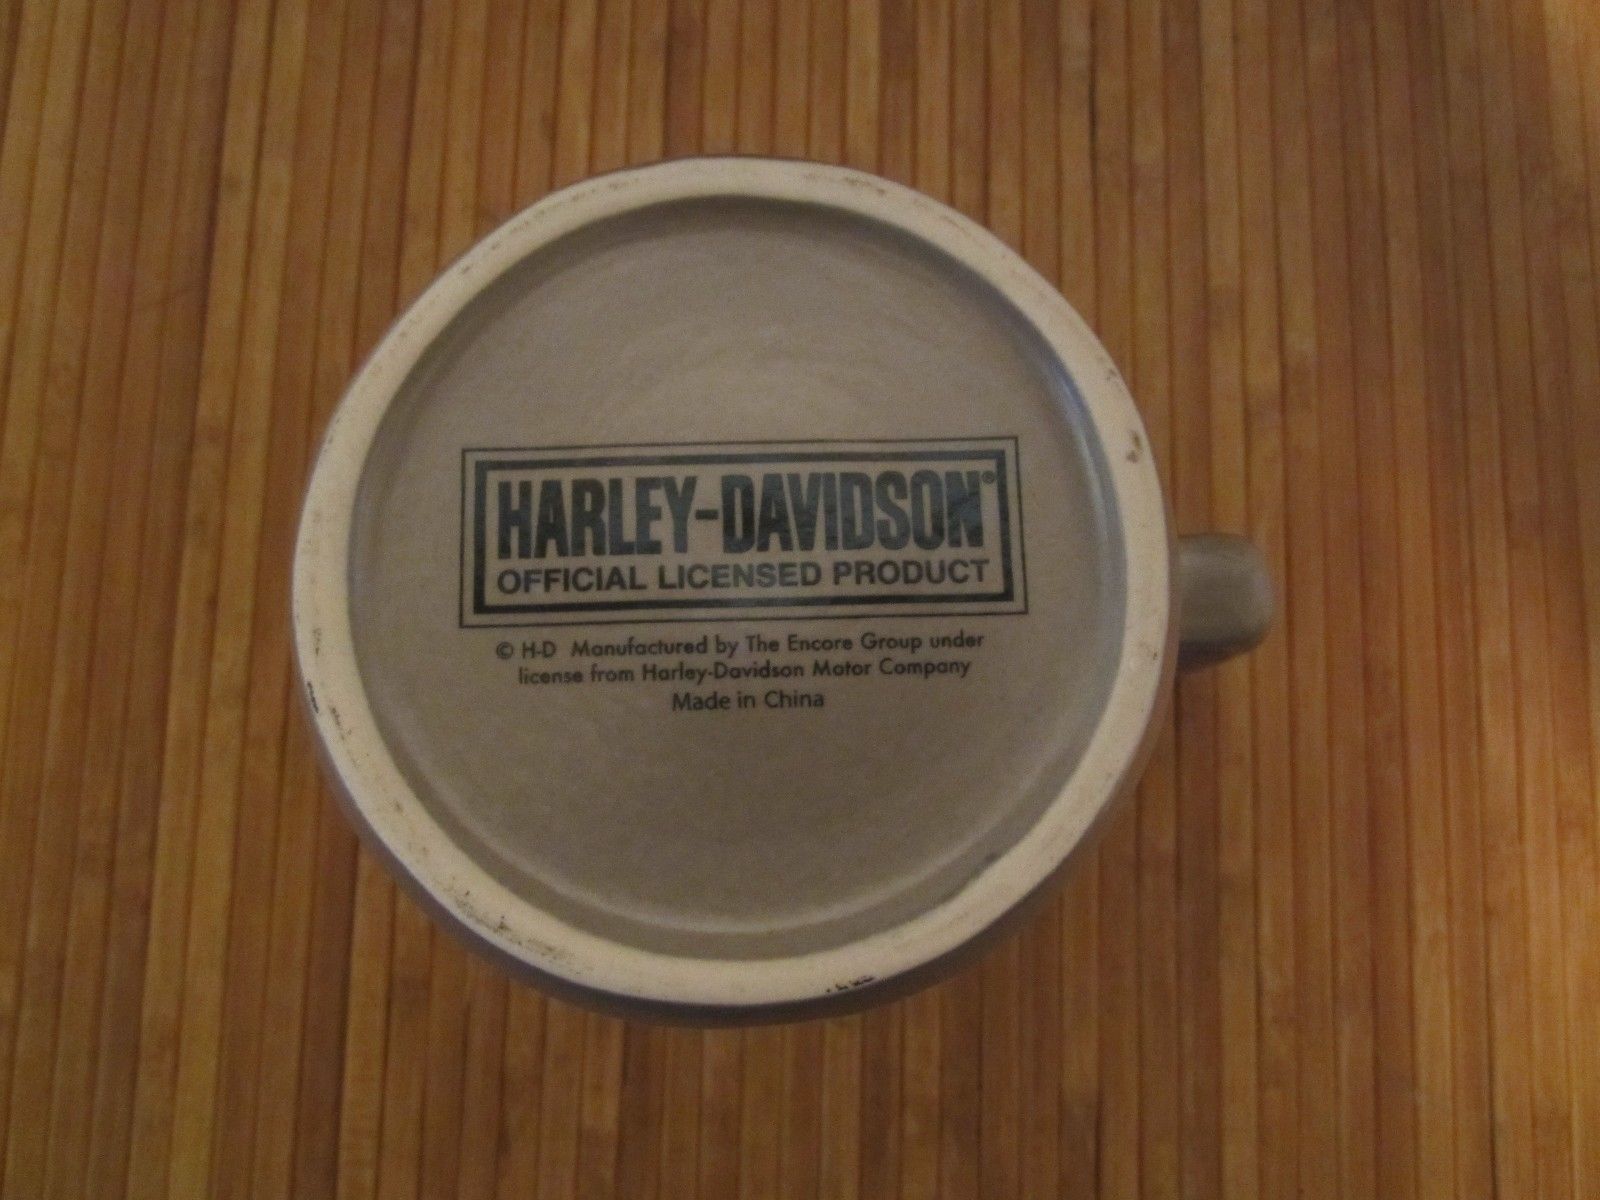 HARLEY-DAVIDSON®
OFFICIAL LICENSED PRODUCT
© H-D Manufactured by The Encore Group under
license from Harley-Davidson Motor Company
Made in China